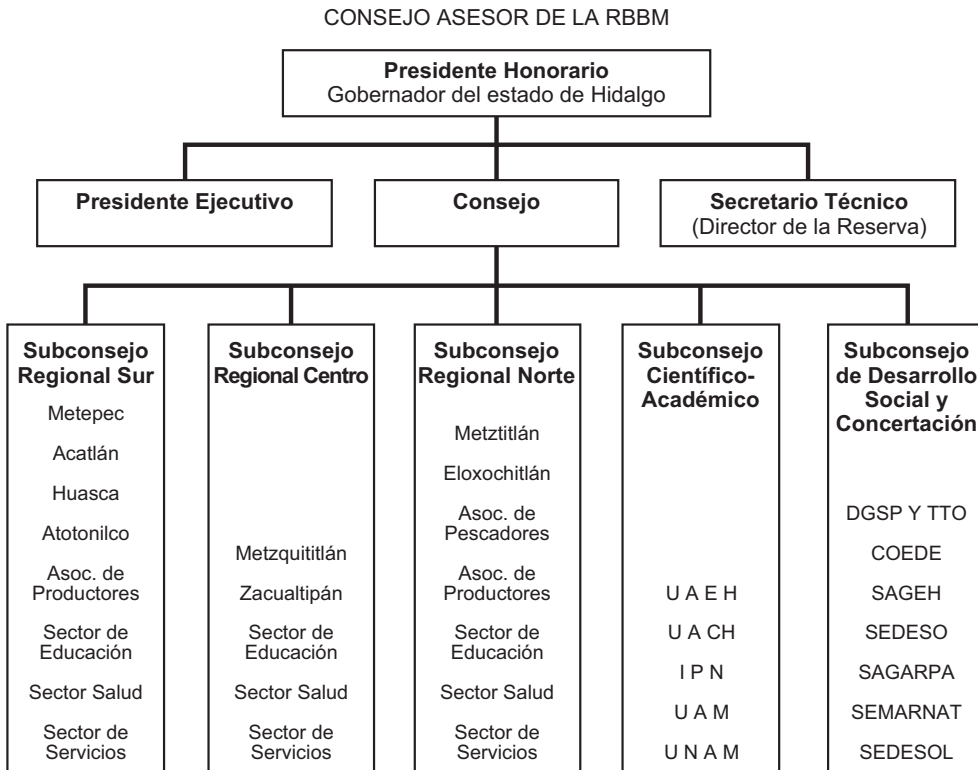 CONSEJO ASESOR DE LA RBBM
Presidente Honorario
Gobernador del estado de Hidalgo
Presidente Ejecutivo
Consejo
Secretario Técnico
(Director de la Reserva)
Subconsejo
Regional Sur
Metepec
Acatlán
Huasca
Atotonilco
Asoc. de
Productores
Sector de
Educación
Sector Salud
Sector de
Servicios
Subconsejo
Regional Centro
Metzquititlán
Zacualtipán
Sector de
Educación
Sector Salud
Sector de
Servicios
Subconsejo
Regional Norte
Metztitlán
Eloxochitlán
Asoc. de
Pescadores
Asoc. de
Productores
Sector de
Educación
Sector Salud
Sector de
Servicios
Subconsejo
Científico-
Académico
U A E H
U A CH
I P N
U A M
U N A M
Subconsejo
de Desarrollo
Social y
Concertación
DGSP Y TTO
COEDE
SAGEH
SEDESO
SAGARPA
SEMARNAT
SEDESOL